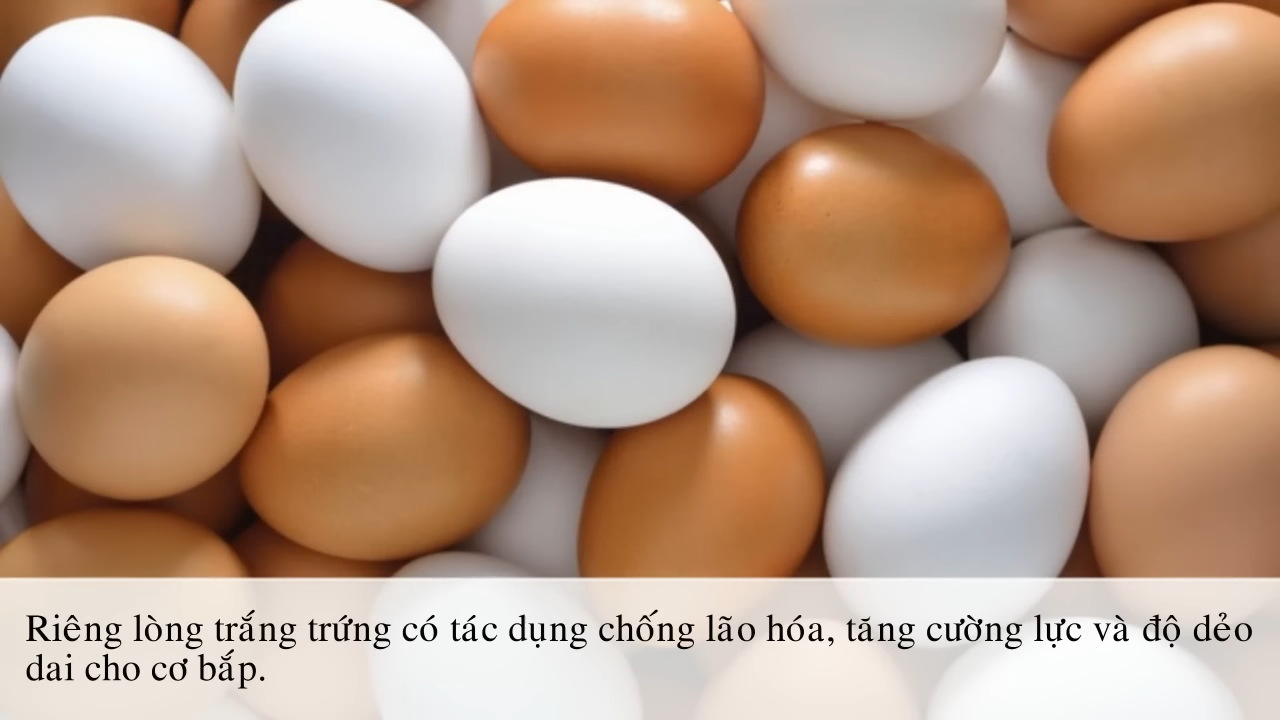 Riêng lòng trắng trứng có tác dụng chống lão hóa, tăng cường lực và độ dẻo
dai cho cơ bắp.